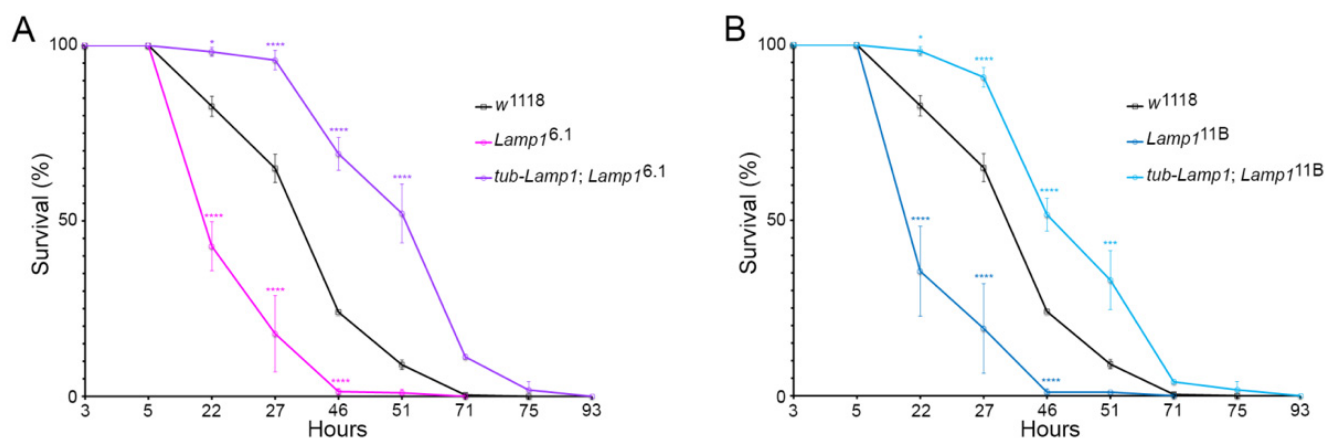 A
100
50
0
Survival (%)
3 5 22 27 46 51 71 75 93
Hours
* **** **** ****
**** **** ****
w1118
Lamp16.1
tub-Lamp1; Lamp16.1
B
100
50
0
Survival (%)
3 5 22 27 46 51 71 75 93
Hours
* **** **** ***
**** **** ****
w1118
Lamp111B
tub-Lamp1; Lamp111B